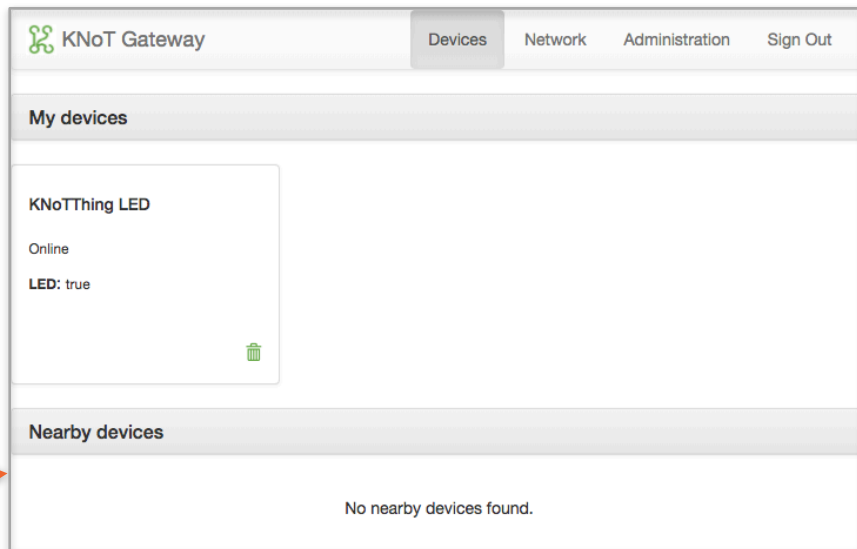 KNoT Gateway
Devices
Network
Administration
Sign Out
My devices
KNoTThing LED
Online
LED: true
Nearby devices
No nearby devices found.